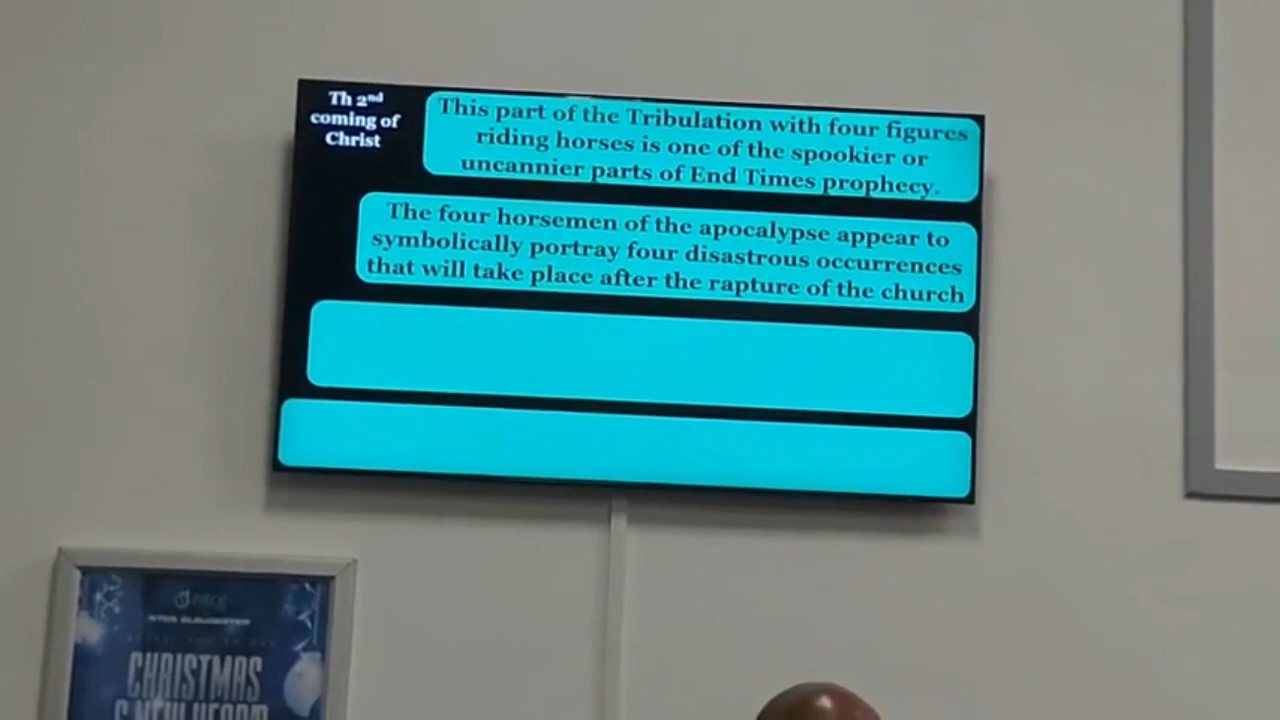 Th 2nd
coming of
Christ
This part of the Tribulation with four figures
riding horses is one of the spookier or
uncannier parts of End Times prophecy.
The four horsemen of the apocalypse appear to
symbolically portray four disastrous occurrences
that will take place after the rapture of the church
CHRISTMAS